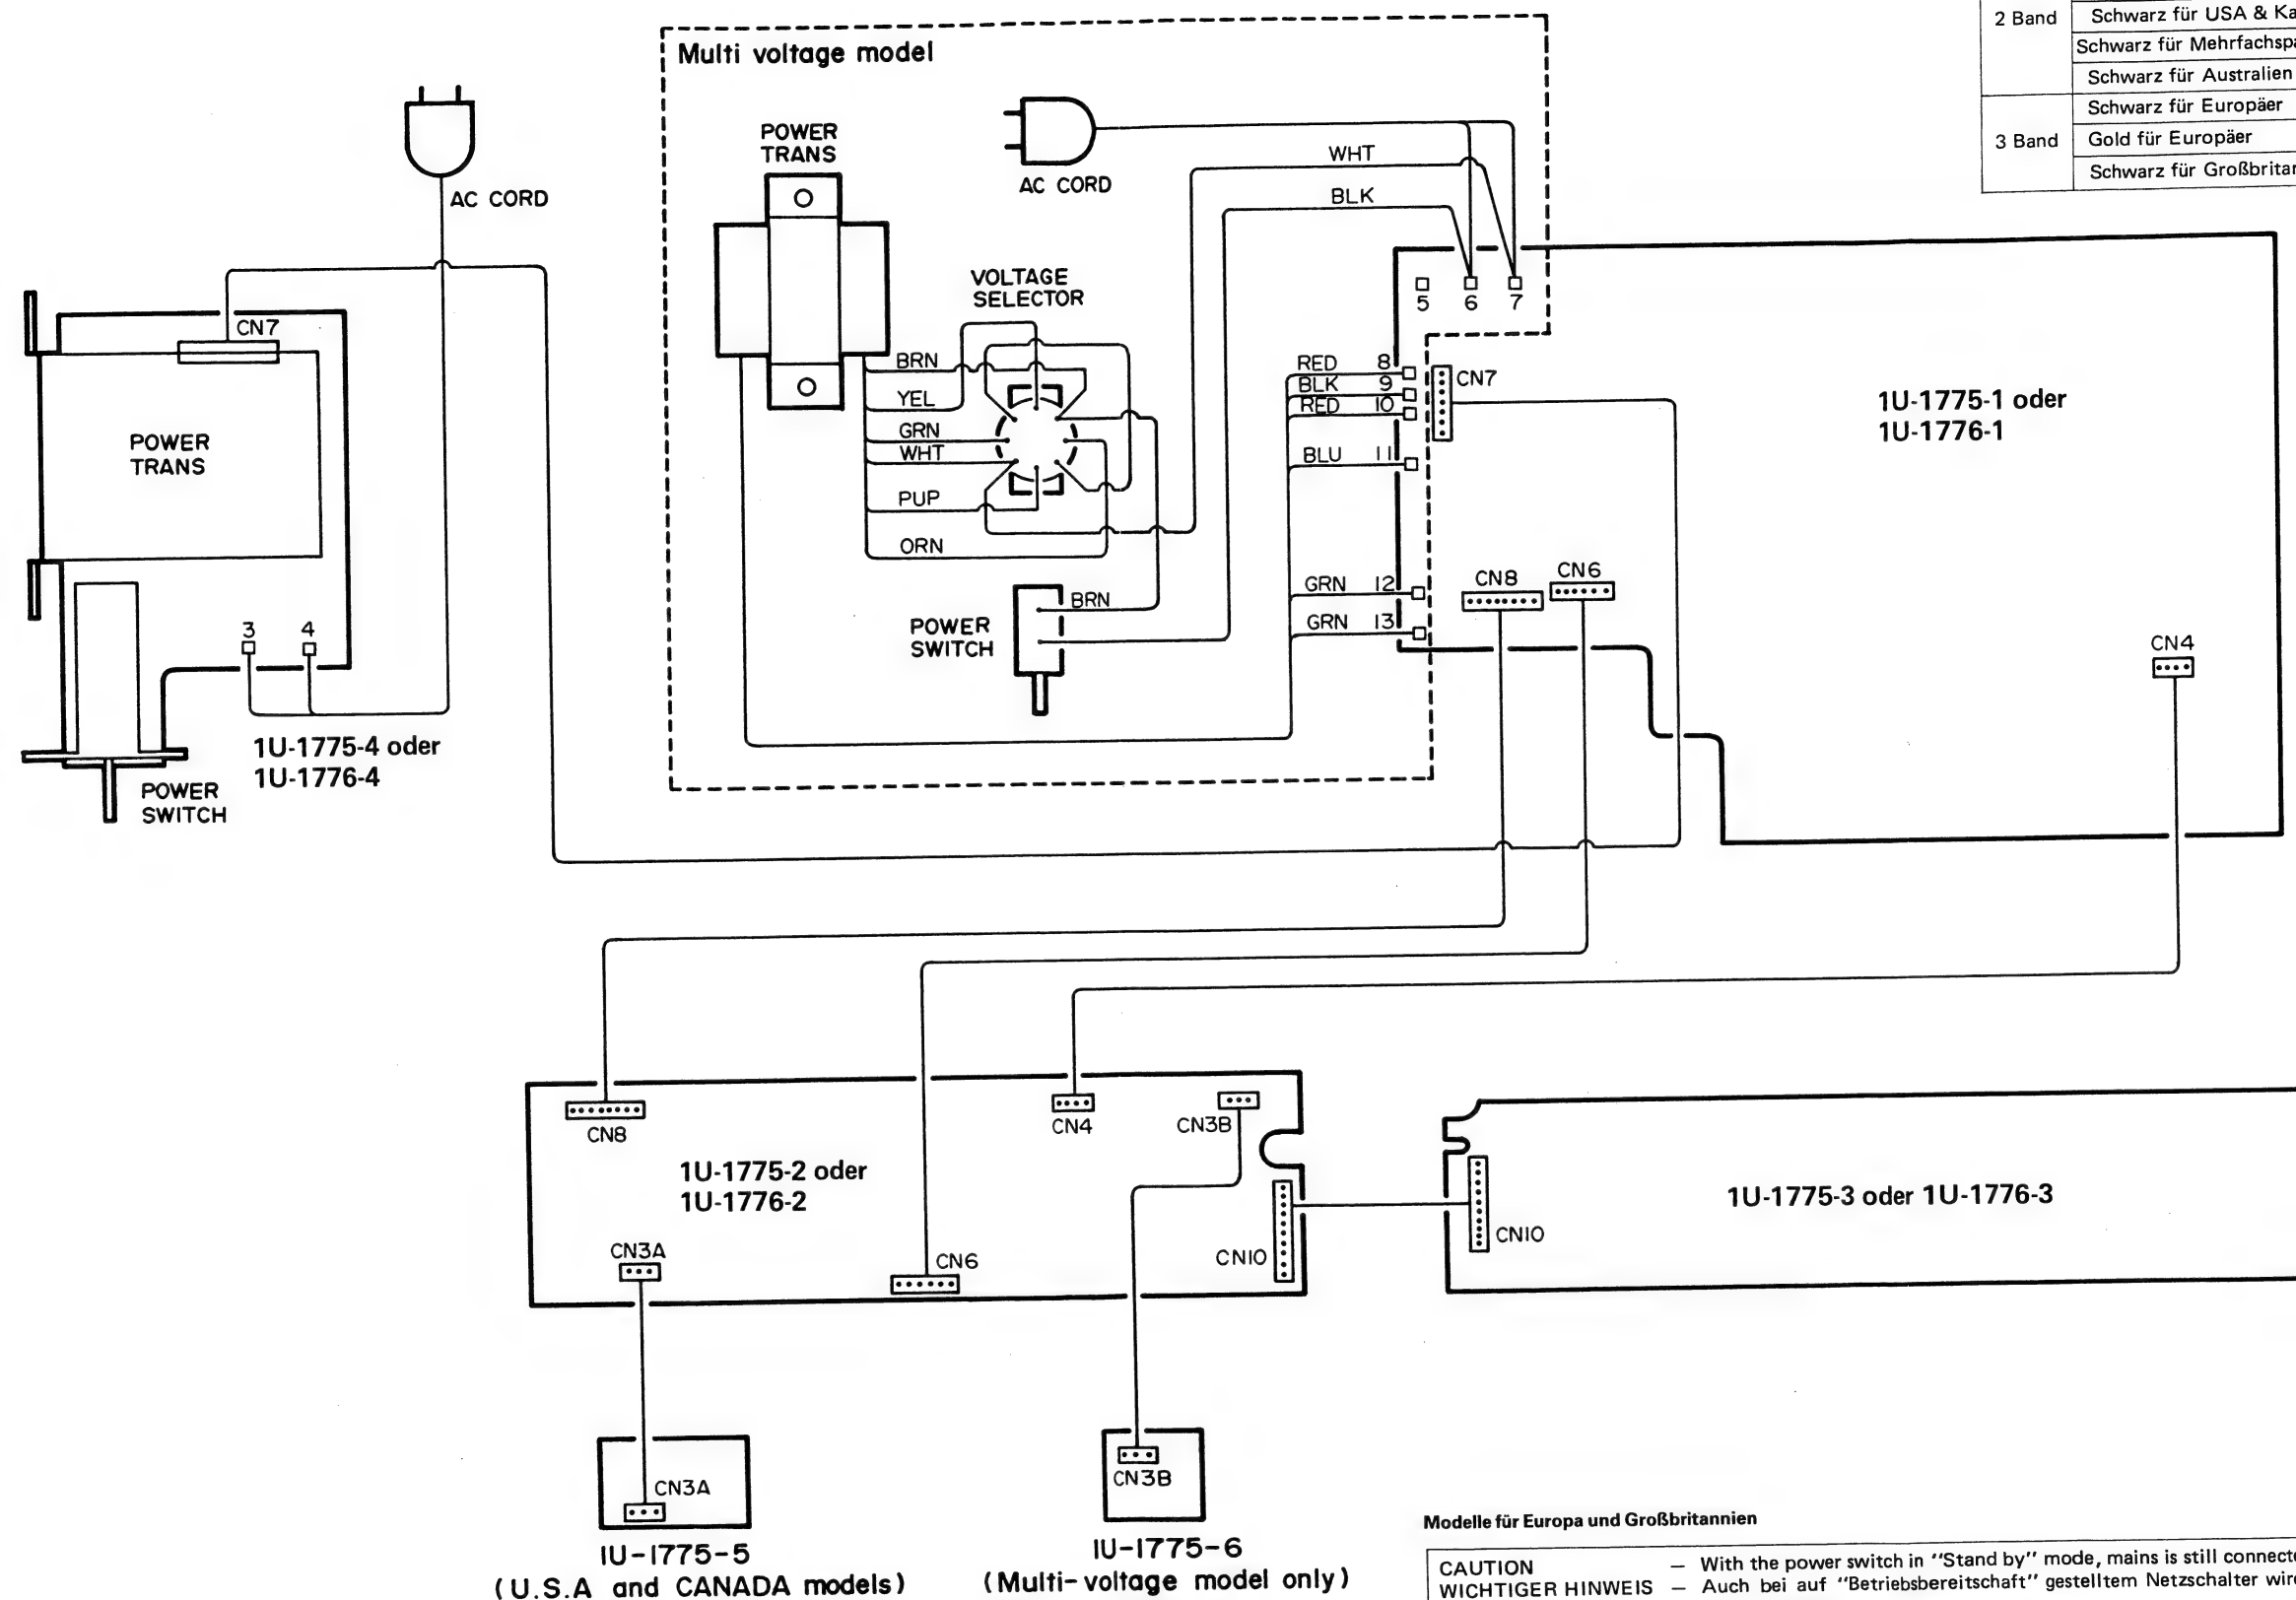 2 Band
Schwarz für USA &
Schwarz für
Schwarz für Australien
3 Band
Schwarz für Europäer
Gold für Europäer
Schwarz für
Multi voltage model
POWER
TRANS
AC CORD
WHT
BLK
AC CORD
VOLTAGE
SELECTOR
5
6
7
CN7
POWER
TRANS
BRN
YEL
GRN
WHT
PUP
ORN
RED 8
BLK 9
RED 10
BLU 11
GRN 12
GRN 13
CN7
1U-1775-1 oder
1U-1776-1
CN8
CN6
CN4
BRN
POWER
SWITCH
3
4
1U-1775-4 oder
1U-1776-4
POWER
SWITCH
CN8
CN4
CN3B
1U-1775-2 oder
1U-1776-2
CN3A
CN6
CN10
CN10
1U-1775-3 oder 1U-1776-3
CN3A
CN3B
1U-1775-5
(U.S.A and CANADA models)
1U-1775-6
(Multi-voltage model only)
Modelle für Europa und Großbritannien
CAUTION — With the power switch in "Stand by" mode, mains is still
WICHTIGER HINWEIS — Auch bei auf "Betriebsbereitschaft" gestelltem Netzschalter